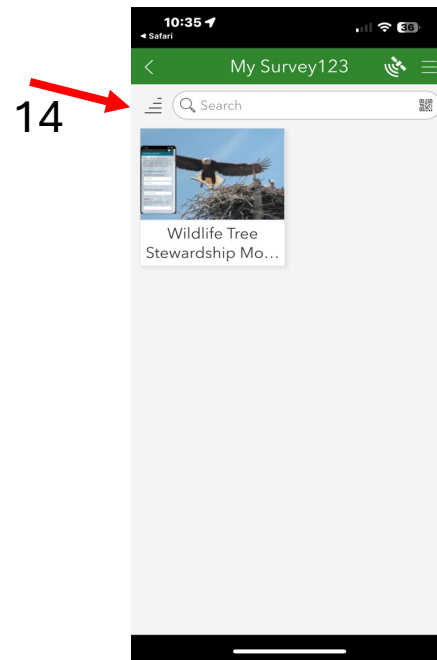 10:35
Safari
36
My Survey123
14
Search
Wildlife Tree
Stewardship Mo...